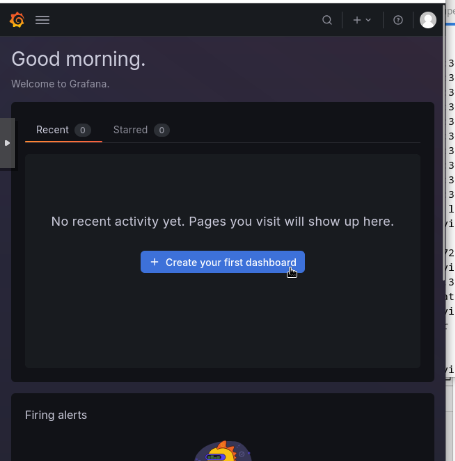 Good morning.
Welcome to Grafana.
Recent 0 Starred 0
No recent activity yet. Pages you visit will show up here.
+ Create your first dashboard
Firing alerts